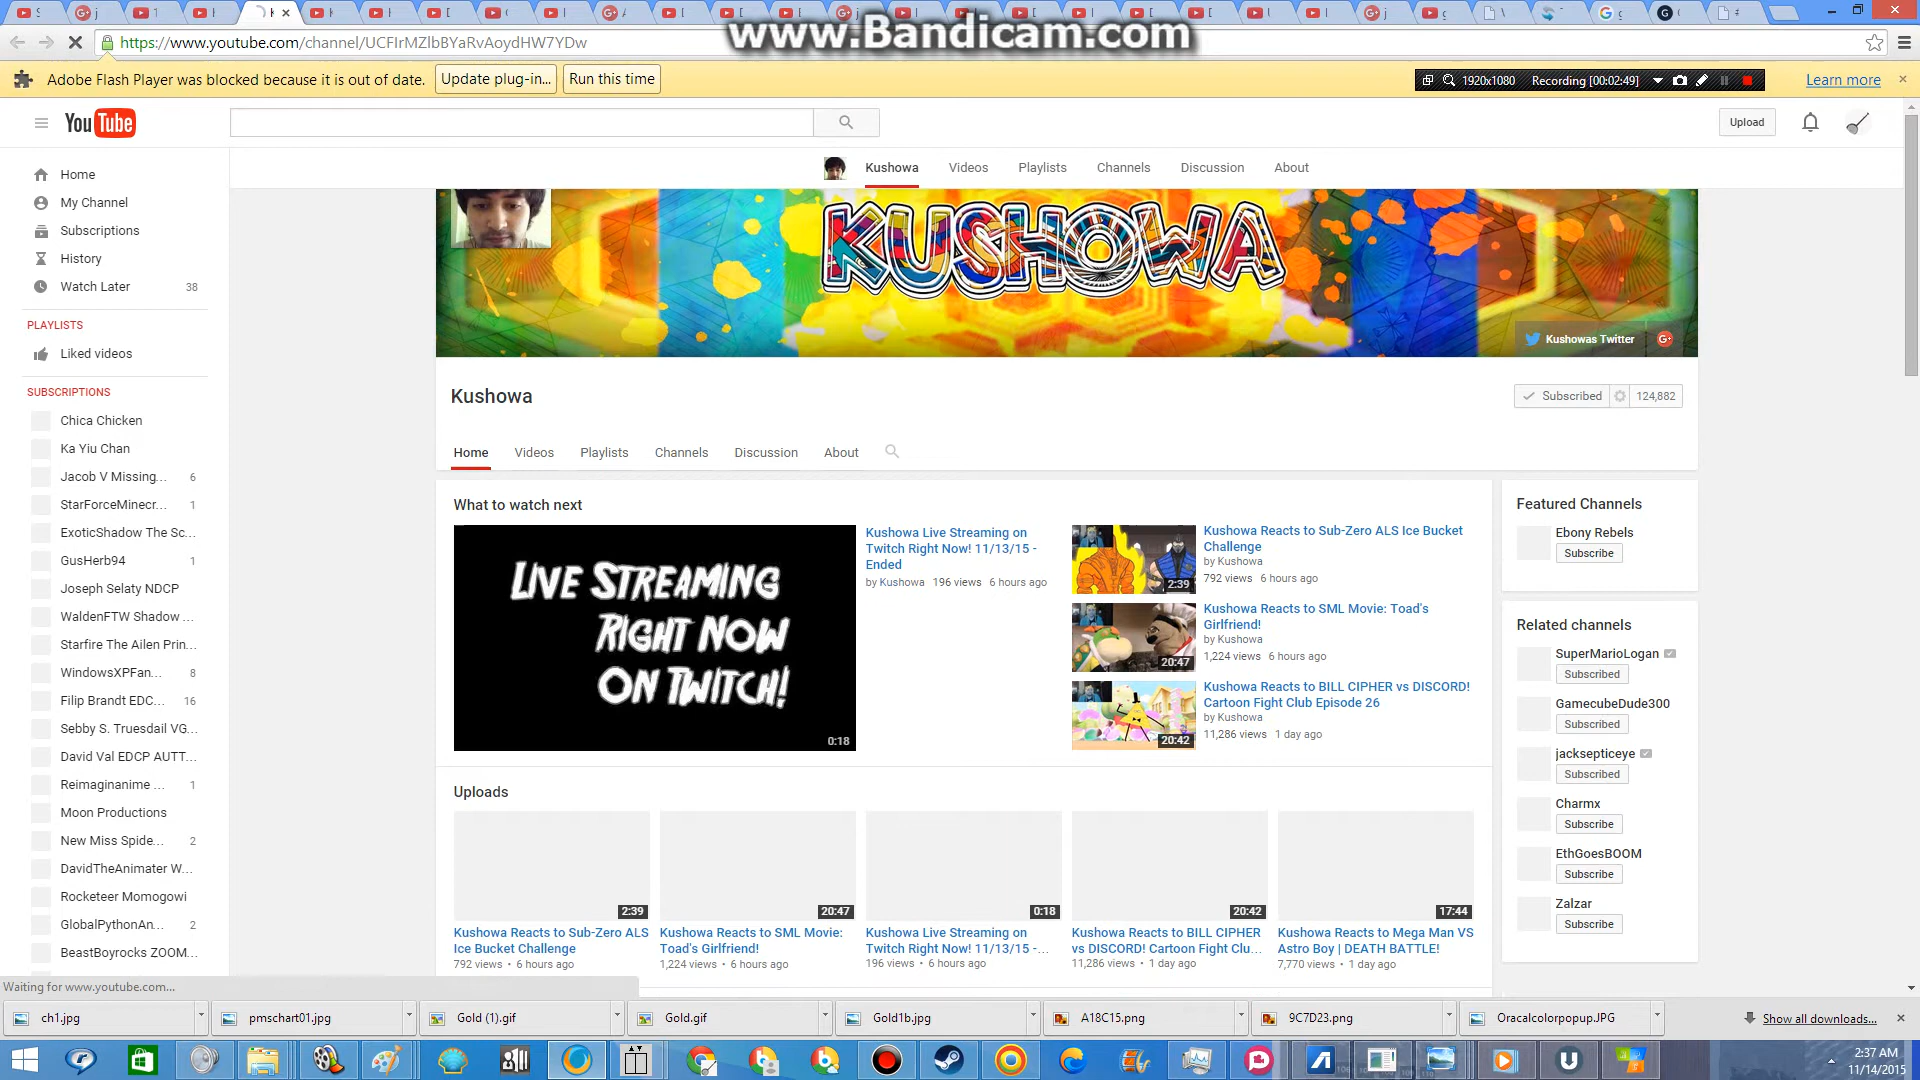 www.Bandicam.com
https://www.youtube.com/channel/UCFIrMZlbBYaRvAoydHW7YDw
Adobe Flash Player was blocked because it is out of date.
Update plug-in...
Run this time
1920x1080
Recording [00:02:49]
Learn more
YouTube
Upload
Kushowa
Videos
Playlists
Channels
Discussion
About
Home
My Channel
Subscriptions
History
Watch Later 38
PLAYLISTS
Liked videos
SUBSCRIPTIONS
Chica Chicken
Ka Yiu Chan
Jacob V Missing... 6
StarForceMinecr... 1
ExoticShadow The Sc...
GusHerb94 1
Joseph Selaty NDCP
WaldenFTW Shadow ...
Starfire The Ailen Prin...
WindowsXPFan... 8
Filip Brandt EDC... 16
Sebby S. Truesdail VG...
David Val EDCP AUTT...
Reimaginanime ... 1
Moon Productions
New Miss Spide... 2
DavidTheAnimater W...
Rocketeer Momogowi
GlobalPythonAn... 2
BeastBoyrocks ZOOM...
KUSHOWA
Kushowas Twitter
Kushowa
Subscribed
124,882
Home
Videos
Playlists
Channels
Discussion
About
What to watch next
LIVE STREAMING
RIGHT NOW
ON TWITCH!
0:18
Kushowa Live Streaming on
Twitch Right Now! 11/13/15 -
Ended
by Kushowa 196 views 6 hours ago
2:39
Kushowa Reacts to Sub-Zero ALS Ice Bucket
Challenge
by Kushowa
792 views 6 hours ago
20:47
Kushowa Reacts to SML Movie: Toad's
Girlfriend!
by Kushowa
1,224 views 6 hours ago
20:42
Kushowa Reacts to BILL CIPHER vs DISCORD!
Cartoon Fight Club Episode 26
by Kushowa
11,286 views 1 day ago
Featured Channels
Ebony Rebels
Subscribe
Related channels
SuperMarioLogan
Subscribed
GamecubeDude300
Subscribed
jacksepticeye
Subscribed
Charmx
Subscribe
EthGoesBOOM
Subscribe
Zalzar
Subscribe
Uploads
2:39
Kushowa Reacts to Sub-Zero ALS
Ice Bucket Challenge
792 views • 6 hours ago
20:47
Kushowa Reacts to SML Movie:
Toad's Girlfriend!
1,224 views • 6 hours ago
0:18
Kushowa Live Streaming on
Twitch Right Now! 11/13/15 -...
196 views • 6 hours ago
20:42
Kushowa Reacts to BILL CIPHER
vs DISCORD! Cartoon Fight Clu...
11,286 views • 1 day ago
17:44
Kushowa Reacts to Mega Man VS
Astro Boy | DEATH BATTLE!
7,770 views • 1 day ago
Waiting for www.youtube.com...
ch1.jpg
pmschart01.jpg
Gold (1).gif
Gold.gif
Gold1b.jpg
A18C15.png
9C7D23.png
Oracalcolorpopup.JPG
Show all downloads...
2:37 AM
11/14/2015